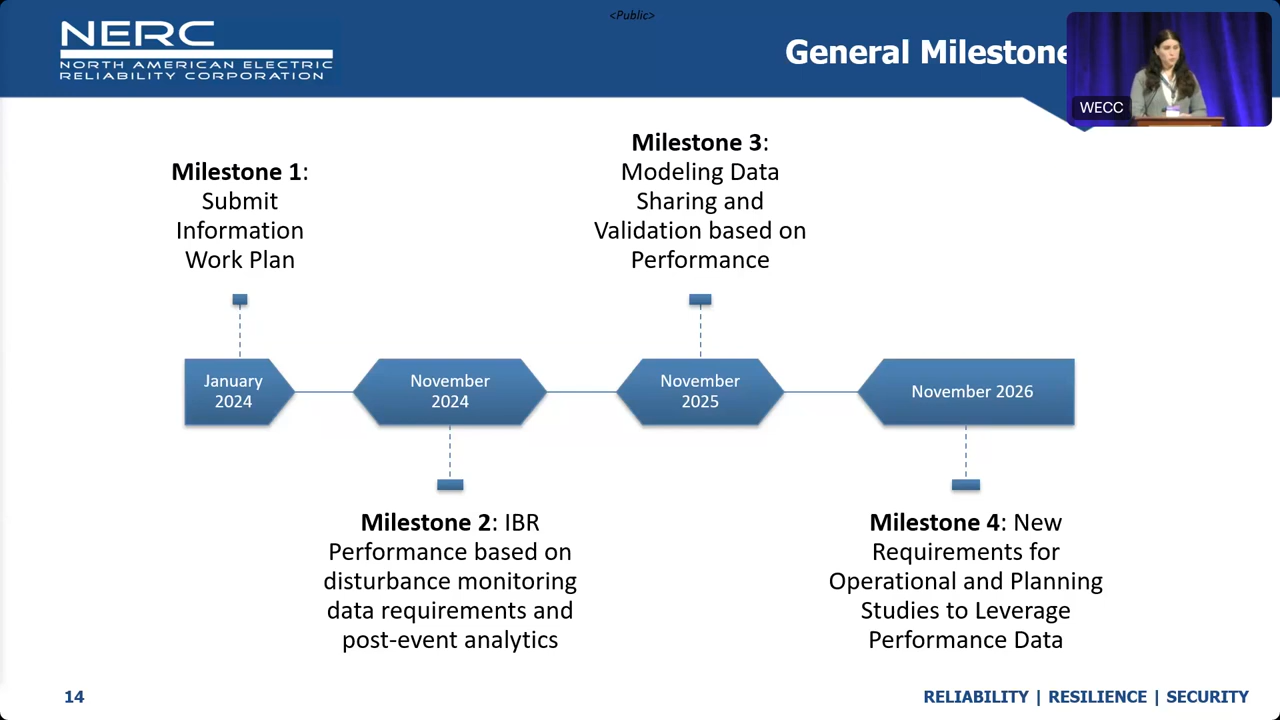 <Public>
NERC
NORTH AMERICAN ELECTRIC
RELIABILITY CORPORATION
General Milestone
WECC
Milestone 1:
Submit
Information
Work Plan
Milestone 3:
Modeling Data
Sharing and
Validation based on
Performance
January
2024
November
2024
November
2025
November 2026
Milestone 2: IBR
Performance based on
disturbance monitoring
data requirements and
post-event analytics
Milestone 4: New
Requirements for
Operational and Planning
Studies to Leverage
Performance Data
14
RELIABILITY | RESILIENCE | SECURITY